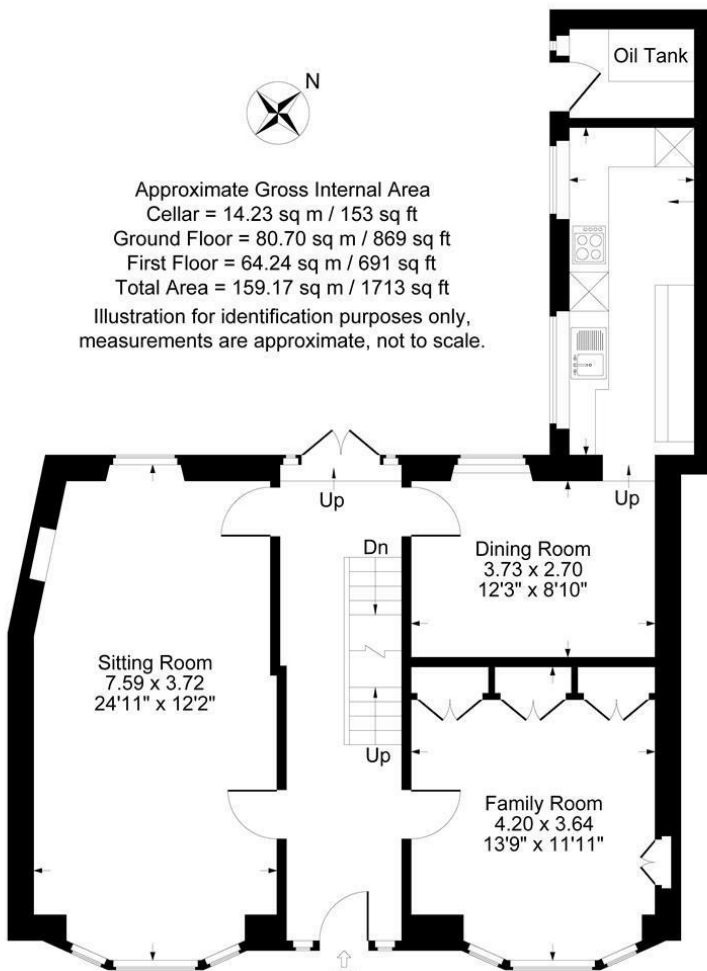 N
Approximate Gross Internal Area
Cellar = 14.23 sq m / 153 sq ft
Ground Floor = 80.70 sq m / 869 sq ft
First Floor = 64.24 sq m / 691 sq ft
Total Area = 159.17 sq m / 1713 sq ft
Illustration for identification purposes only,
measurements are approximate, not to scale.
Oil Tank
Up
Up
Dn
Dining Room
3.73 x 2.70
12'3" x 8'10"
Sitting Room
7.59 x 3.72
24'11" x 12'2"
Up
Family Room
4.20 x 3.64
13'9" x 11'11"